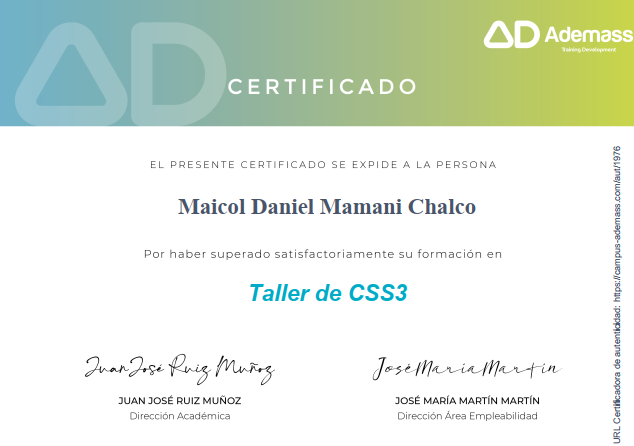 AD Ademass
Training Development
AD
CERTIFICADO
EL PRESENTE CERTIFICADO SE EXPIDE A LA PERSONA
Maicol Daniel Mamani Chalco
Por haber superado satisfactoriamente su formación en
Taller de CSS3
Juan José Ruiz Muñoz
José María Martín
JUAN JOSÉ RUIZ MUÑOZ
JOSÉ MARÍA MARTÍN MARTÍN
Dirección Académica
Dirección Área Empleabilidad
URL Certificadora de autenticidad: https://campus-ademass.com/aut/1976